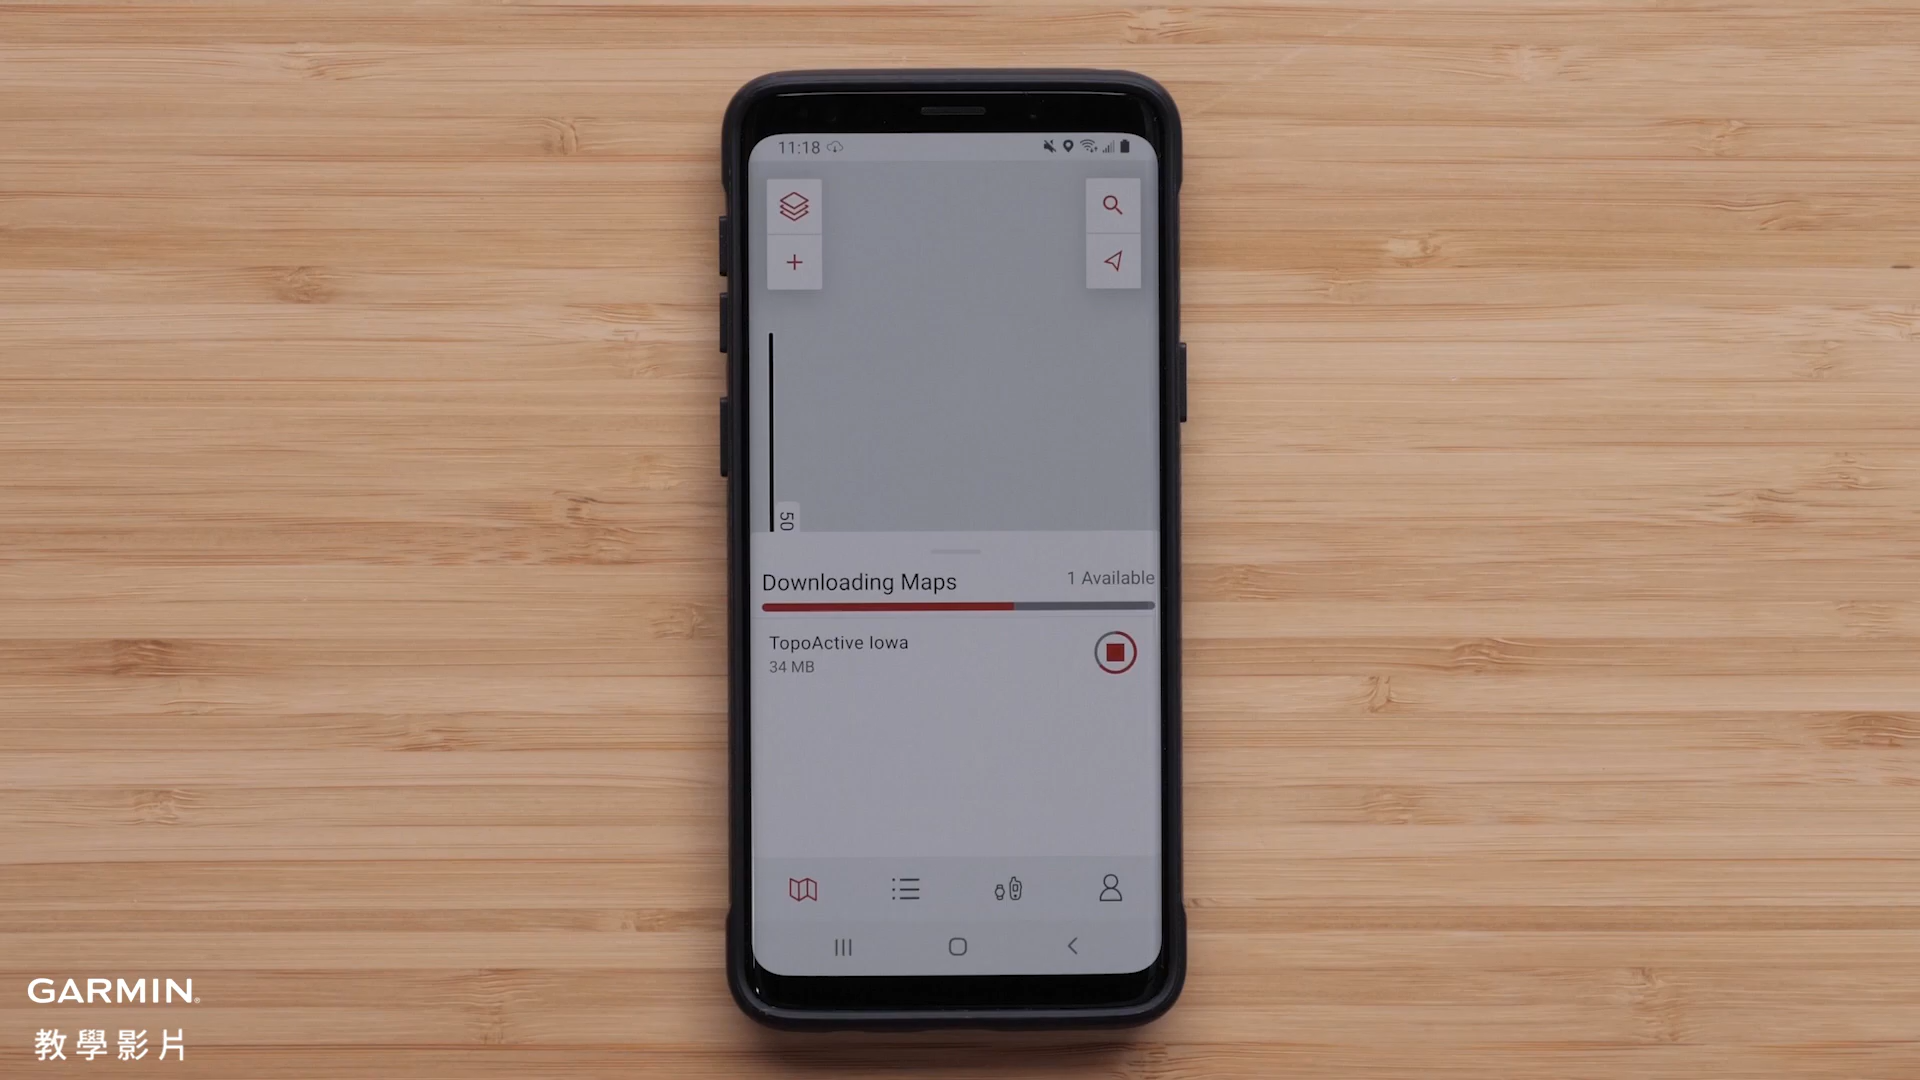 11:18
50
Downloading Maps
1 Available
TopoActive Iowa
34 MB
GARMIN
教學影片